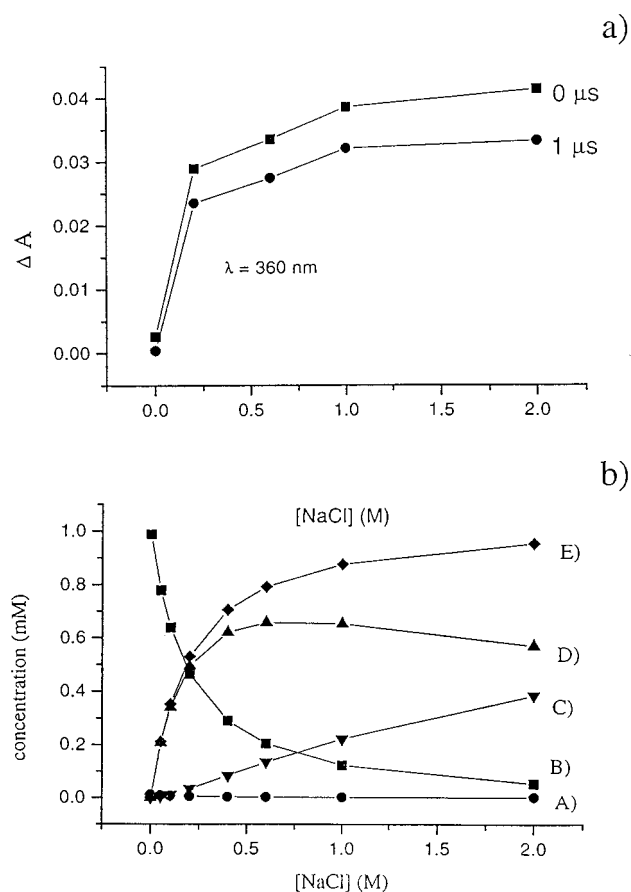 a)
0.04
0 µs
1 µs
0.03
Δ A
0.02
λ = 360 nm
0.01
0.00
0.0 0.5 1.0 1.5 2.0
b)
[NaCl] (M)
1.0
E)
0.8
D)
0.6
concentration (mM)
0.4
C)
0.2
B)
0.0
A)
0.0 0.5 1.0 1.5 2.0
[NaCl] (M)